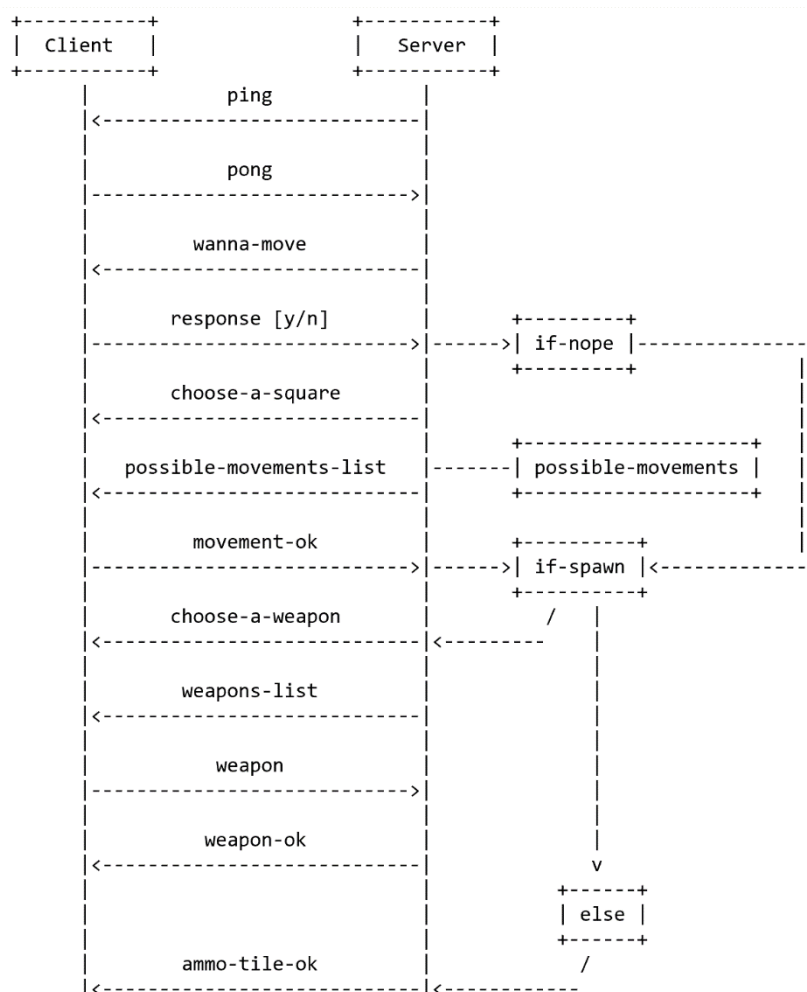 Client Server
ping
pong
wanna-move
response [y/n] if-nope
choose-a-square
possible-movements-list possible-movements
movement-ok if-spawn
choose-a-weapon
weapons-list
weapon
weapon-ok
else
ammo-tile-ok